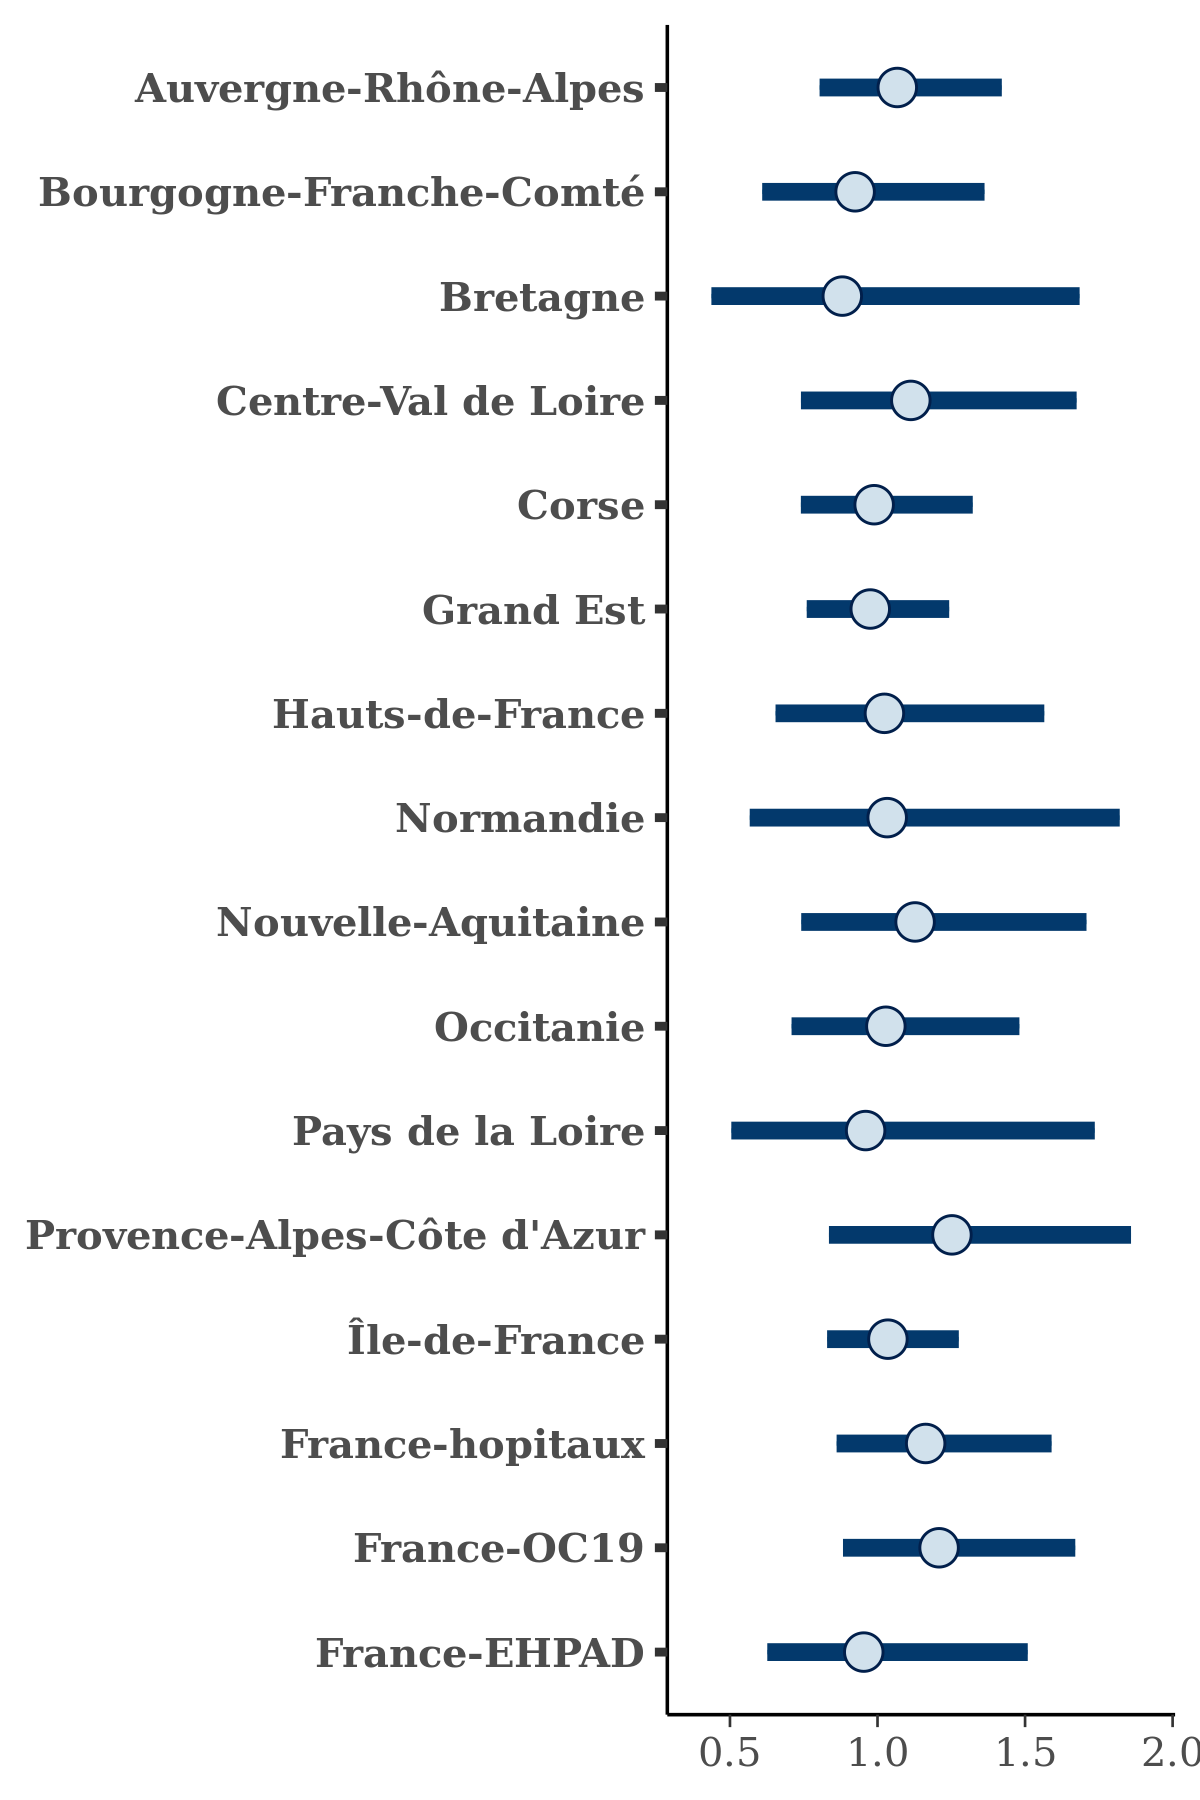 Auvergne-Rhône-Alpes
Bourgogne-Franche-Comté
Bretagne
Centre-Val de Loire
Corse
Grand Est
Hauts-de-France
Normandie
Nouvelle-Aquitaine
Occitanie
Pays de la Loire
Provence-Alpes-Côte d'Azur
Île-de-France
France-hopitaux
France-OC19
France-EHPAD
0.5 1.0 1.5 2.0